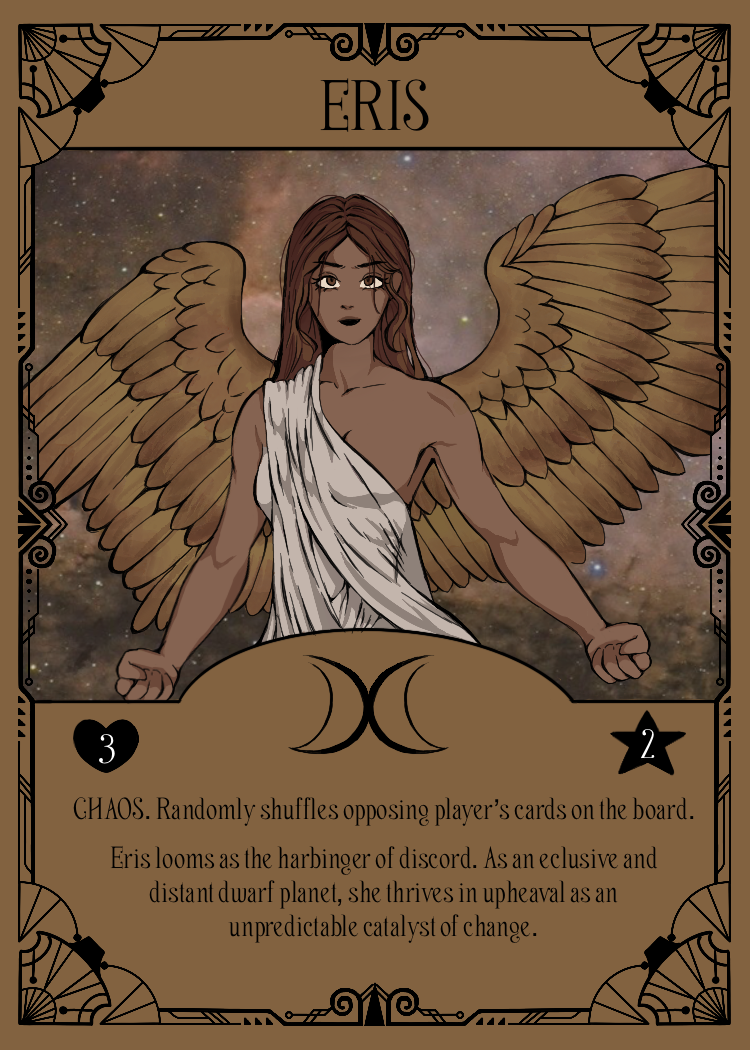 ERIS
3
2
CHAOS. Randomly shuffles opposing player's cards on the board.
Eris looms as the harbinger of discord. As an eclusive and
distant dwarf planet, she thrives in upheaval as an
unpredictable catalyst of change.